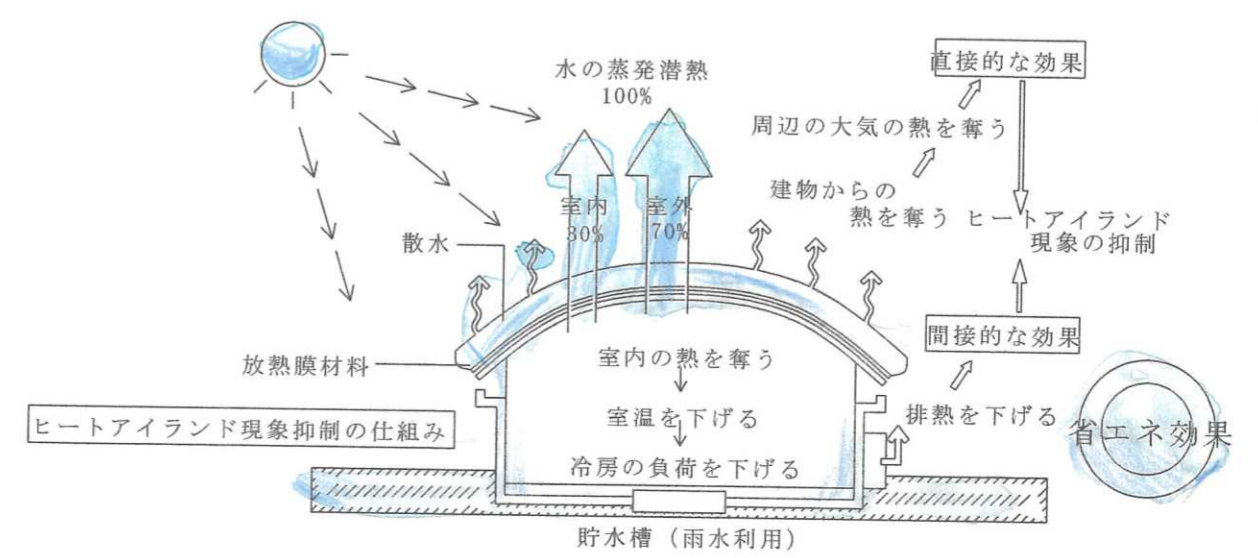 水の蒸発潜熱
100%
直接的な効果
周辺の大気の熱を奪う
建物からの
熱を奪う
ヒートアイランド
現象の抑制
室内
30%
室外
70%
散水
間接的な効果
放熱膜材料
室内の熱を奪う
室温を下げる
冷房の負荷を下げる
排熱を下げる
省エネ効果
ヒートアイランド現象抑制の仕組み
貯水槽（雨水利用）